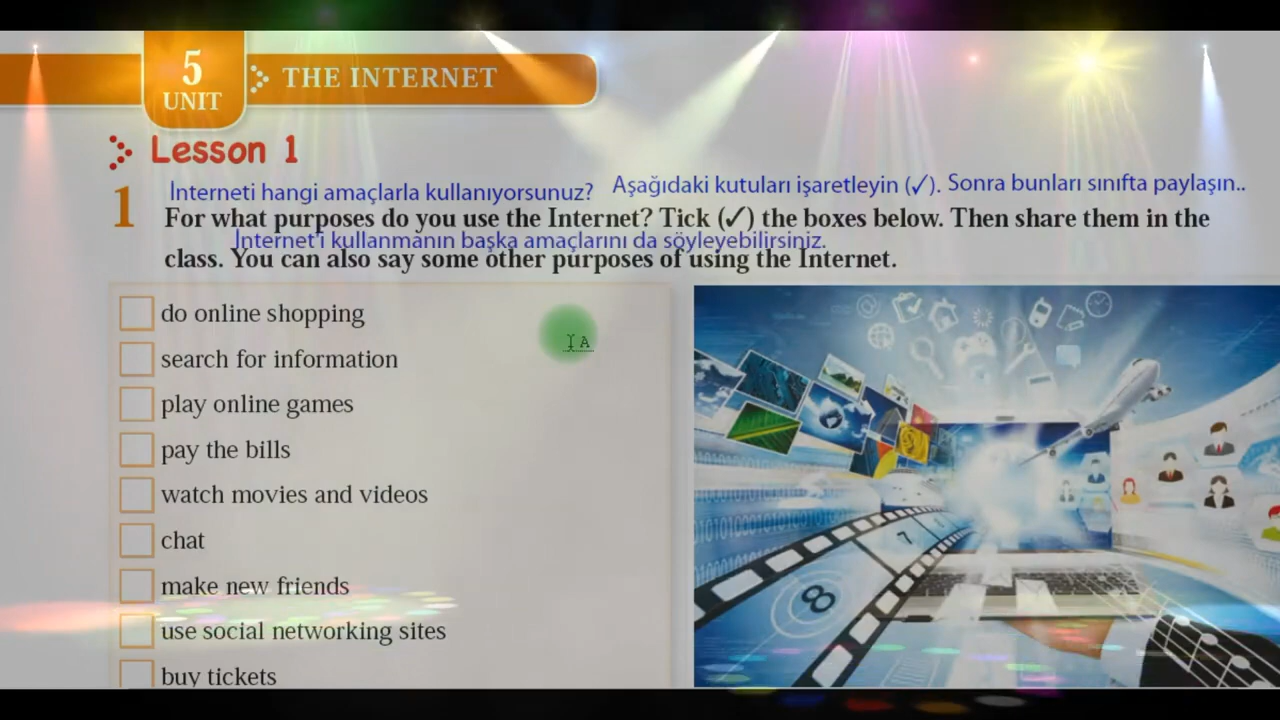 5
UNIT
THE INTERNET
Lesson 1
İnterneti hangi amaçlarla kullanıyorsunuz? Aşağıdaki kutuları işaretleyin (✓). Sonra bunları sınıfta paylaşın..
1 For what purposes do you use the Internet? Tick (✓) the boxes below. Then share them in the
İnternet'i kullanmanın başka amaçlarını da söyleyebilirsiniz.
class. You can also say some other purposes of using the Internet.
do online shopping
search for information
play online games
pay the bills
watch movies and videos
chat
make new friends
use social networking sites
buy tickets
A
7
8